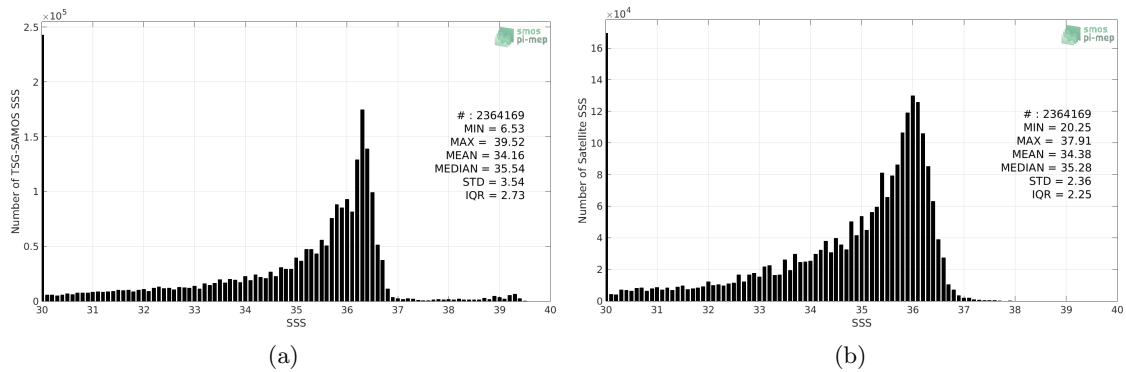 ×10⁵
2.5
2
1.5
1
0.5
0
Number of TSG-SAMOS SSS
smos
pi-mep
# : 2364169
MIN = 6.53
MAX = 39.52
MEAN = 34.16
MEDIAN = 35.54
STD = 3.54
IQR = 2.73
30 31 32 33 34 35 36 37 38 39 40
SSS
(a)
×10⁴
16
14
12
10
8
6
4
2
0
Number of Satellite SSS
smos
pi-mep
# : 2364169
MIN = 20.25
MAX = 37.91
MEAN = 34.38
MEDIAN = 35.28
STD = 2.36
IQR = 2.25
30 31 32 33 34 35 36 37 38 39 40
SSS
(b)